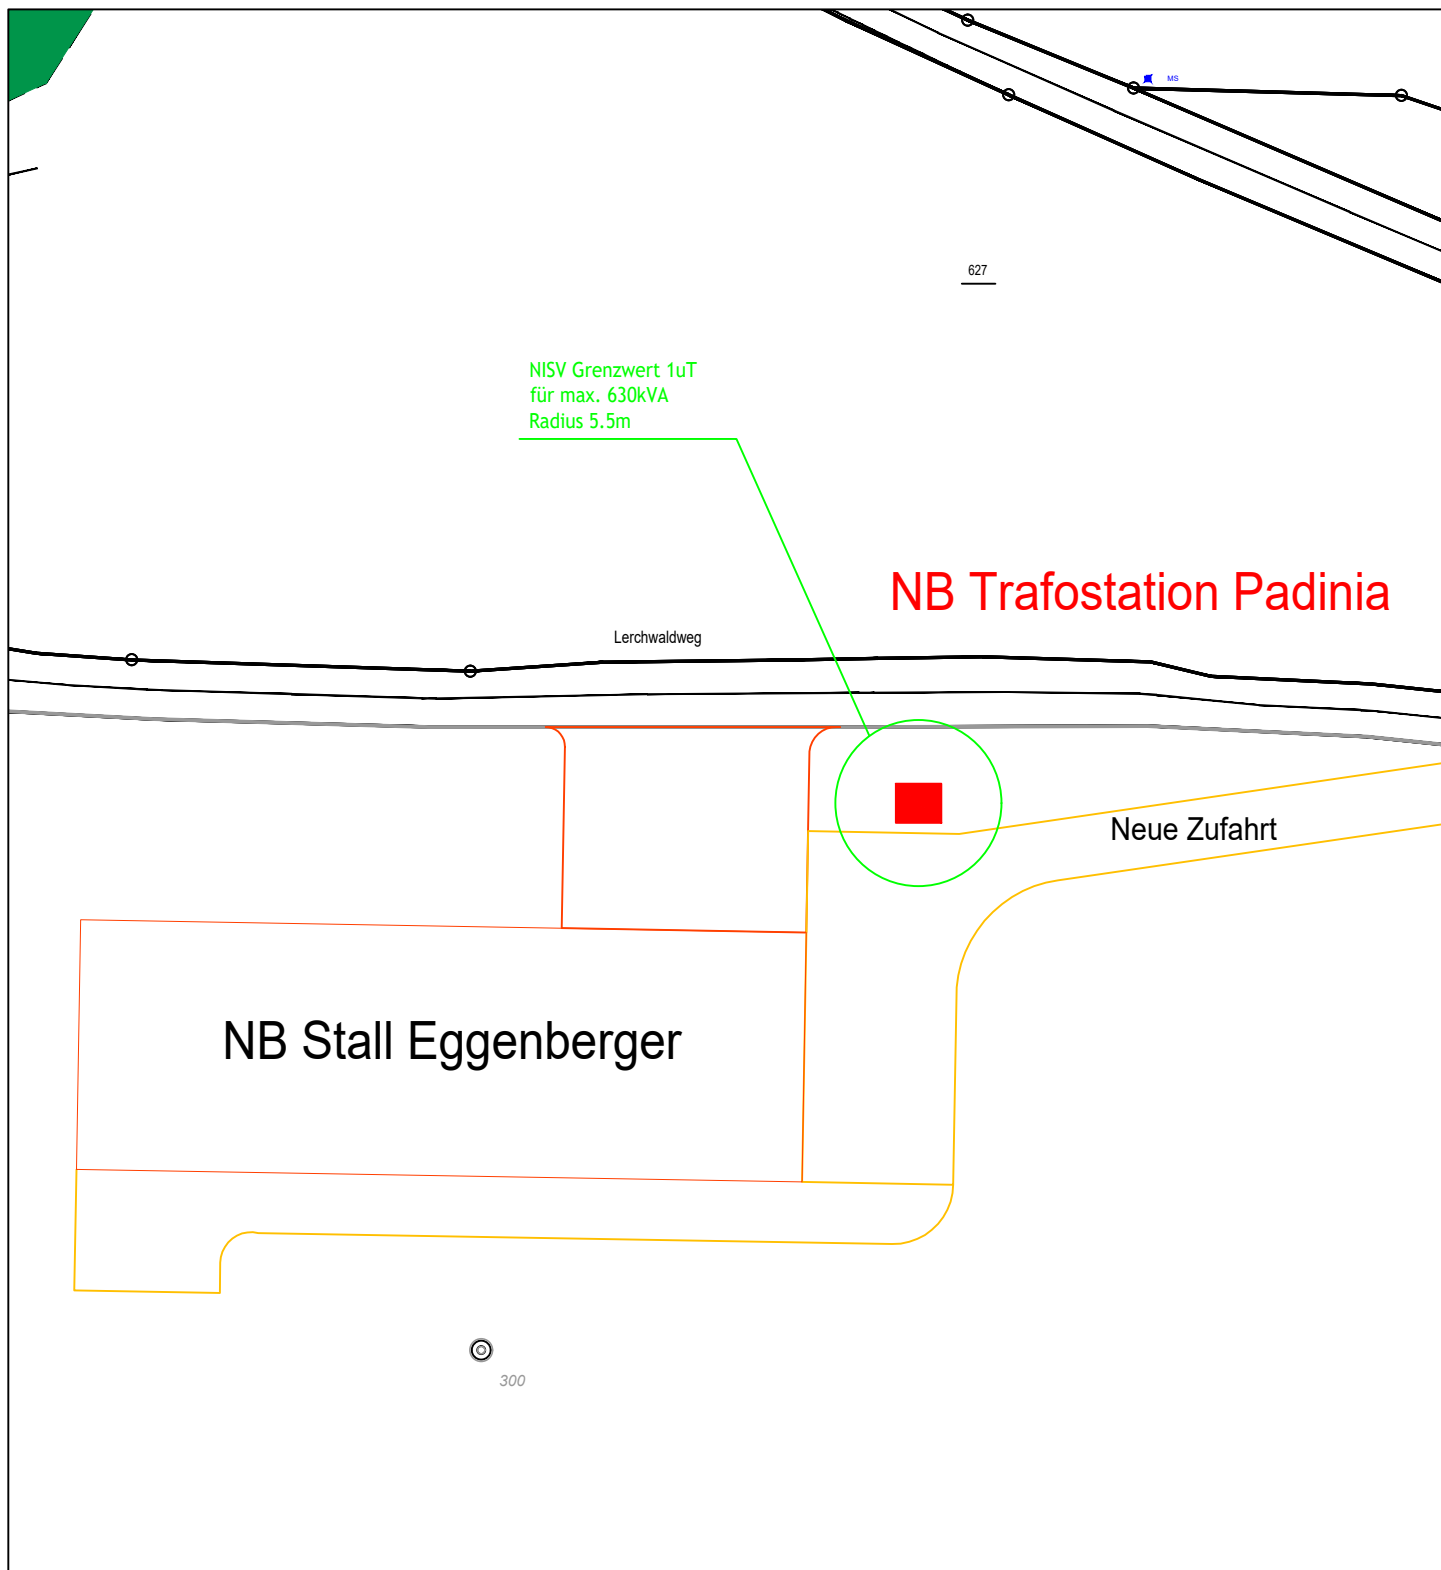 MS
627
NISV Grenzwert 1uT
für max. 630kVA
Radius 5.5m
NB Trafostation Padinia
Lerchwaldweg
Neue Zufahrt
NB Stall Eggenberger
300